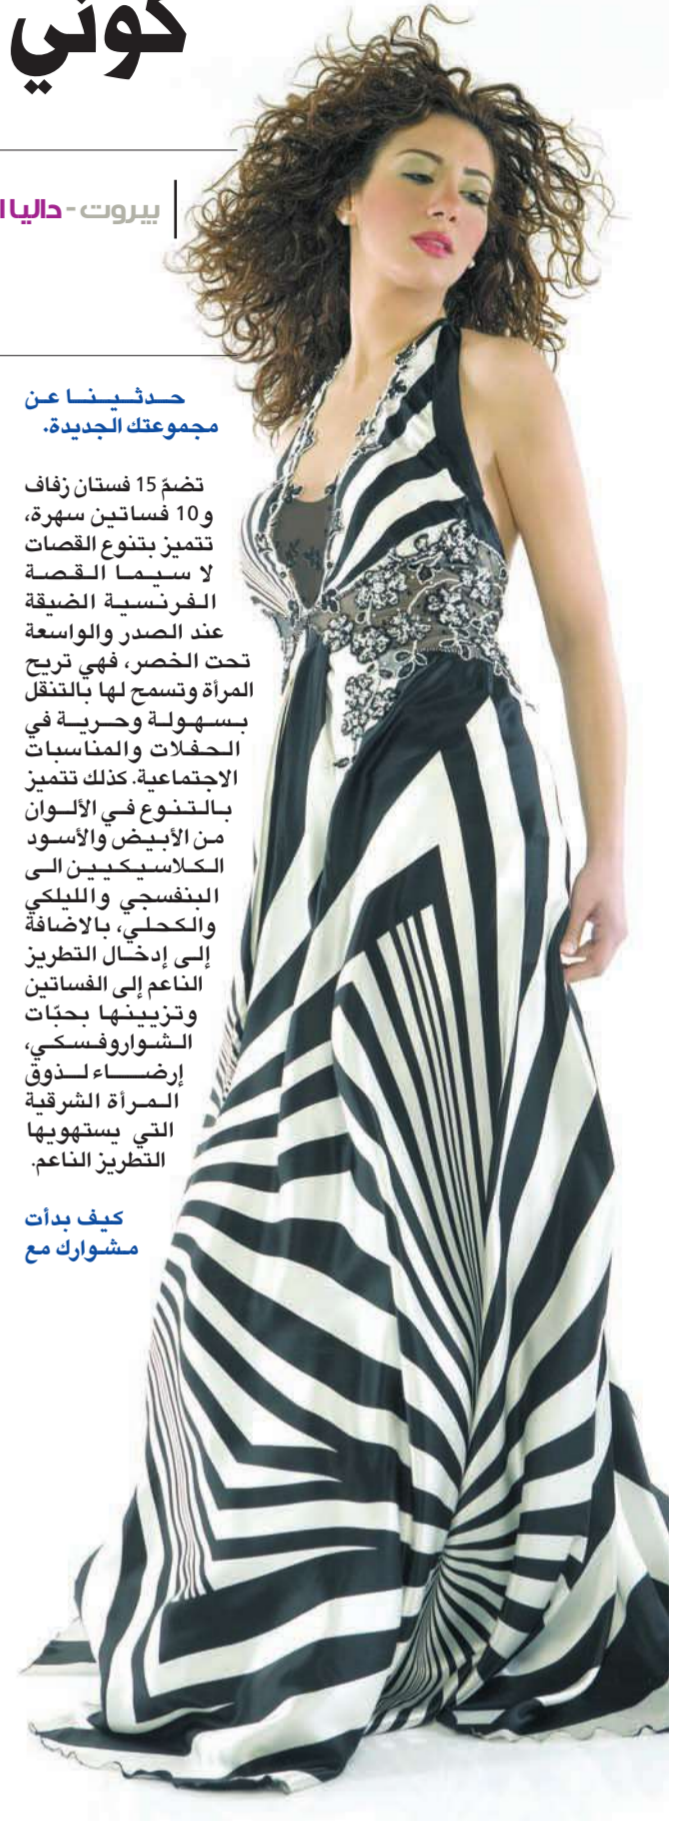 كوني
بيروت - داليا
حدثينا عن
مجموعتك الجديدة.
تضمّ 15 فستان زفاف
و10 فساتين سهرة،
تتميز بتنوع القصات
لا سيما القصة
الفرنسية الضيقة
عند الصدر والواسعة
تحت الخصر، فهي تريح
المرأة وتسمح لها بالتنقل
بسهولة وحرية في
الحفلات والمناسبات
الاجتماعية. كذلك تتميز
بالتنوع في الألوان
من الأبيض والأسود
الكلاسيكيين الى
البنفسجي والليلكي
والكحلي، بالاضافة
إلى إدخال التطريز
الناعم إلى الفساتين
وتزيينها بحبّات
الشواروفسكي،
إرضاء لذوق
المرأة الشرقية
التي يستهويها
التطريز الناعم.
كيف بدأت
مشوارك مع